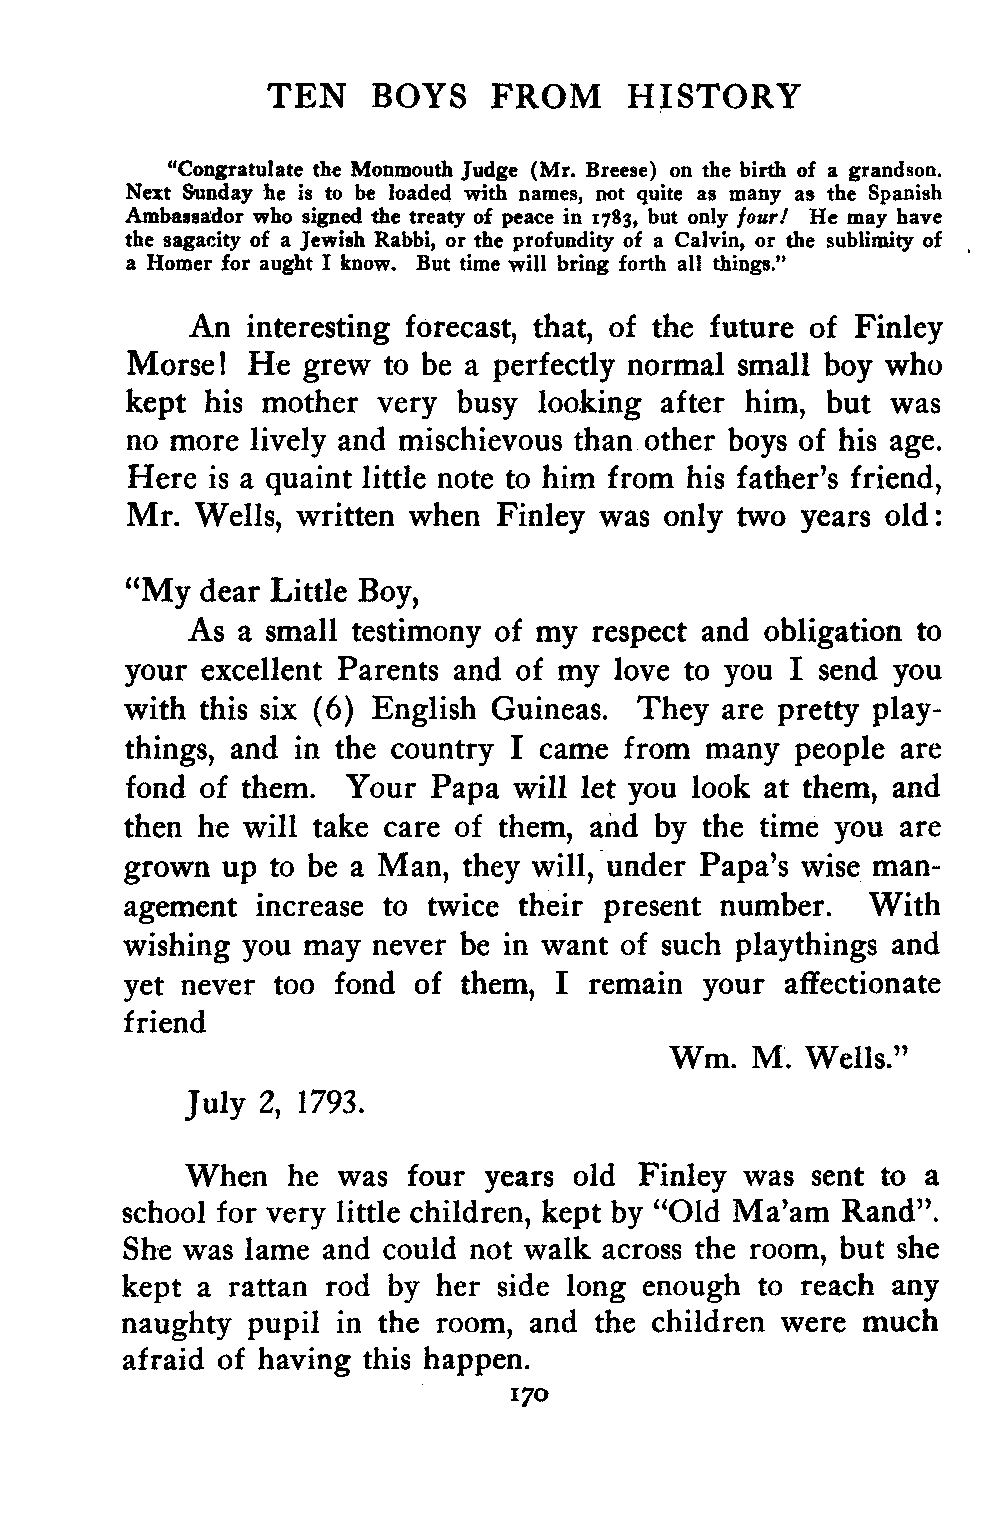 TEN BOYS FROM HISTORY
"Congratulate the Monmouth Judge (Mr. Breese) on the birth of a grandson.
Next Sunday he is to be loaded with names, not quite as many as the Spanish
Ambassador who signed the treaty of peace in 1783, but only four! He may have
the sagacity of a Jewish Rabbi, or the profundity of a Calvin, or the sublimity of
a Homer for aught I know. But time will bring forth all things."
An interesting forecast, that, of the future of Finley
Morse! He grew to be a perfectly normal small boy who
kept his mother very busy looking after him, but was
no more lively and mischievous than other boys of his age.
Here is a quaint little note to him from his father's friend,
Mr. Wells, written when Finley was only two years old:
"My dear Little Boy,
As a small testimony of my respect and obligation to
your excellent Parents and of my love to you I send you
with this six (6) English Guineas. They are pretty play-
things, and in the country I came from many people are
fond of them. Your Papa will let you look at them, and
then he will take care of them, and by the time you are
grown up to be a Man, they will, under Papa's wise man-
agement increase to twice their present number. With
wishing you may never be in want of such playthings and
yet never too fond of them, I remain your affectionate
friend
Wm. M. Wells."
July 2, 1793.
When he was four years old Finley was sent to a
school for very little children, kept by "Old Ma'am Rand".
She was lame and could not walk across the room, but she
kept a rattan rod by her side long enough to reach any
naughty pupil in the room, and the children were much
afraid of having this happen.
170